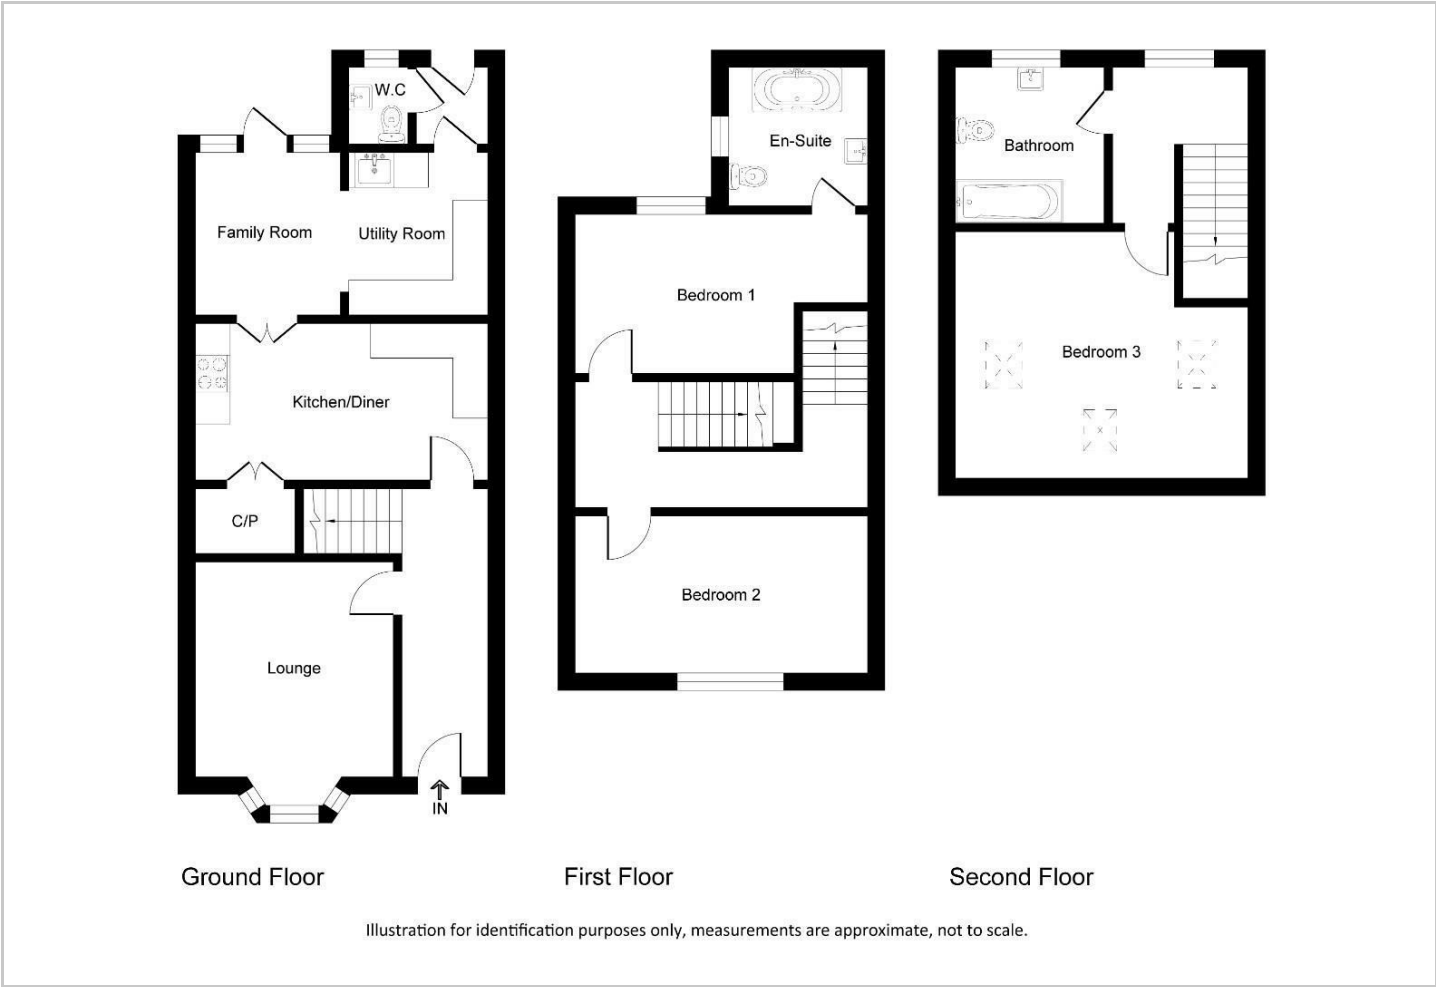 W.C
Family Room
Utility Room
Kitchen/Diner
C/P
Lounge
IN
En-Suite
Bedroom 1
Bedroom 2
Bathroom
Bedroom 3
Ground Floor
First Floor
Second Floor
Illustration for identification purposes only, measurements are approximate, not to scale.